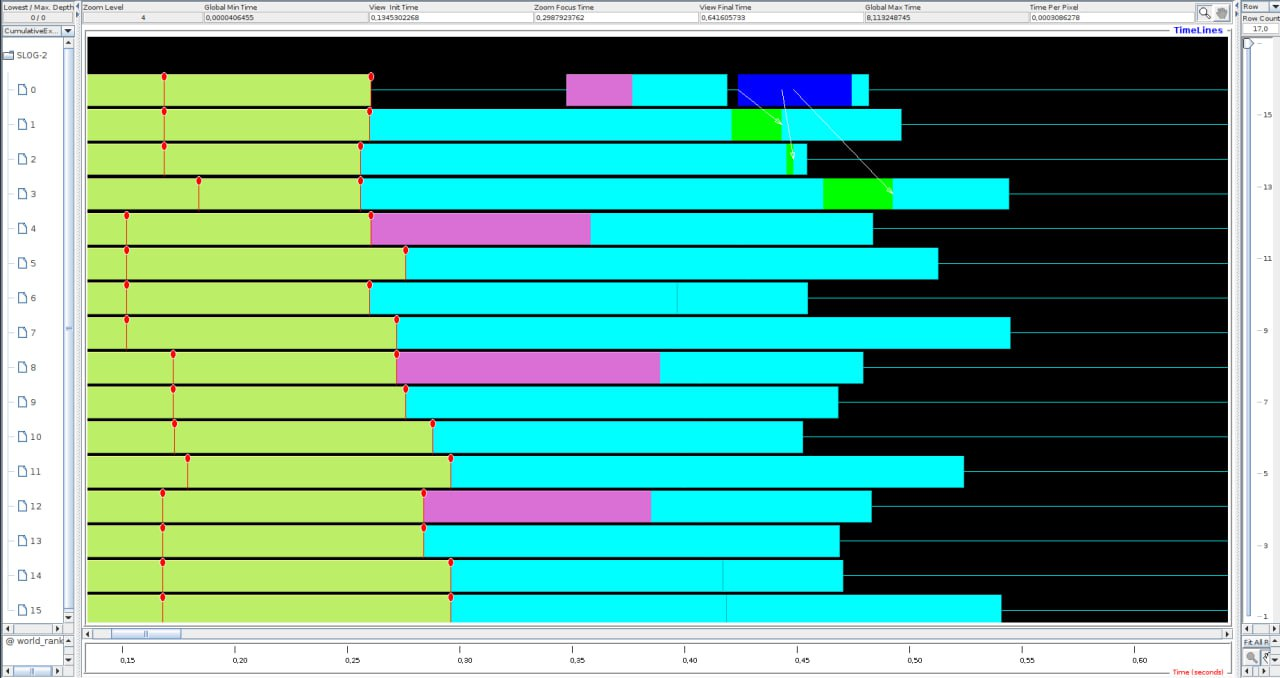 Lowest / Max. Depth
Zoom Level
Global Min Time
View Init Time
Zoom Focus Time
View Final Time
Global Max Time
Time Per Pixel
Row
0 / 0
4
0,0000406455
0,1345302268
0,2987923762
0,641605733
8,113248745
0,0003086278
Row Count
CumulativeEx...
TimeLines
17,0
SLOG-2
0
1
2
3
4
5
6
7
8
9
10
11
12
13
14
15
15
13
11
9
7
5
9
1
@ world_rank
Fit All R
0,15
0,20
0,25
0,30
0,35
0,40
0,45
0,50
0,55
0,60
Time (seconds)